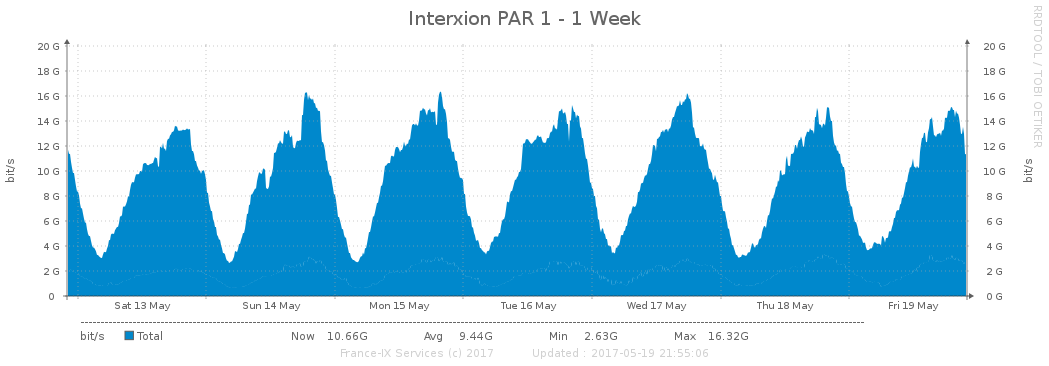 Interxion PAR 1 - 1 Week
RRDTOOL / TOBI OETIKER
20 G 20 G
18 G 18 G
16 G 16 G
14 G 14 G
12 G 12 G
10 G 10 G
8 G 8 G
6 G 6 G
4 G 4 G
2 G 2 G
0 0 G
bit/s
bit/s
Sat 13 May Sun 14 May Mon 15 May Tue 16 May Wed 17 May Thu 18 May Fri 19 May
bit/s Total Now 10.66G Avg 9.44G Min 2.63G Max 16.32G
France-IX Services (c) 2017 Updated : 2017-05-19 21:55:06